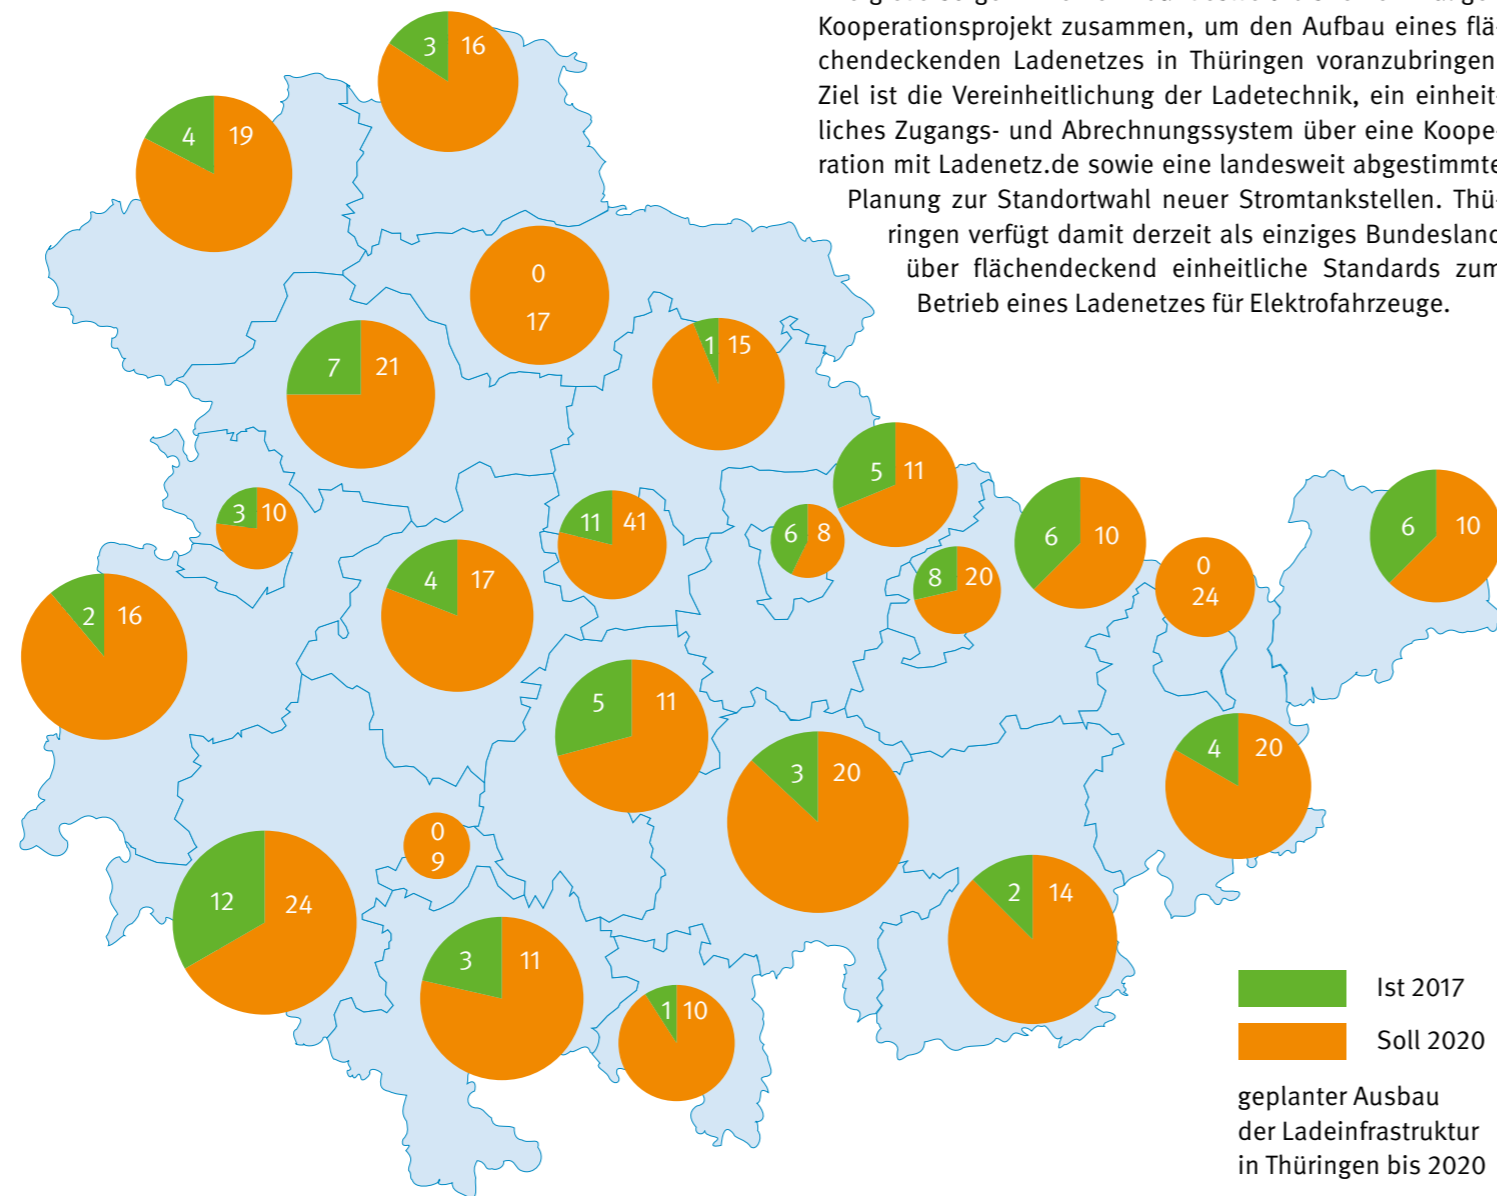 Kooperationsprojekt zusammen, um den Aufbau eines flä-
chendeckenden Ladenetzes in Thüringen voranzubringen
Ziel ist die Vereinheitlichung der Ladetechnik, ein einheit-
liches Zugangs- und Abrechnungssystem über eine Koope-
ration mit Ladenetz.de sowie eine landesweit abgestimmte
Planung zur Standortwahl neuer Stromtankstellen. Thü-
ringen verfügt damit derzeit als einziges Bundesland
über flächendeckend einheitliche Standards zum
Betrieb eines Ladenetzes für Elektrofahrzeuge.
3 16
4 19
0
17
1 15
7 21
5 11
3 10
11 41
6 8
6 10
6 10
8 20
0
24
4 17
2 16
5 11
4 20
3 20
0
9
12 24
2 14
3 11
1 10
Ist 2017
Soll 2020
geplanter Ausbau
der Ladeinfrastruktur
in Thüringen bis 2020